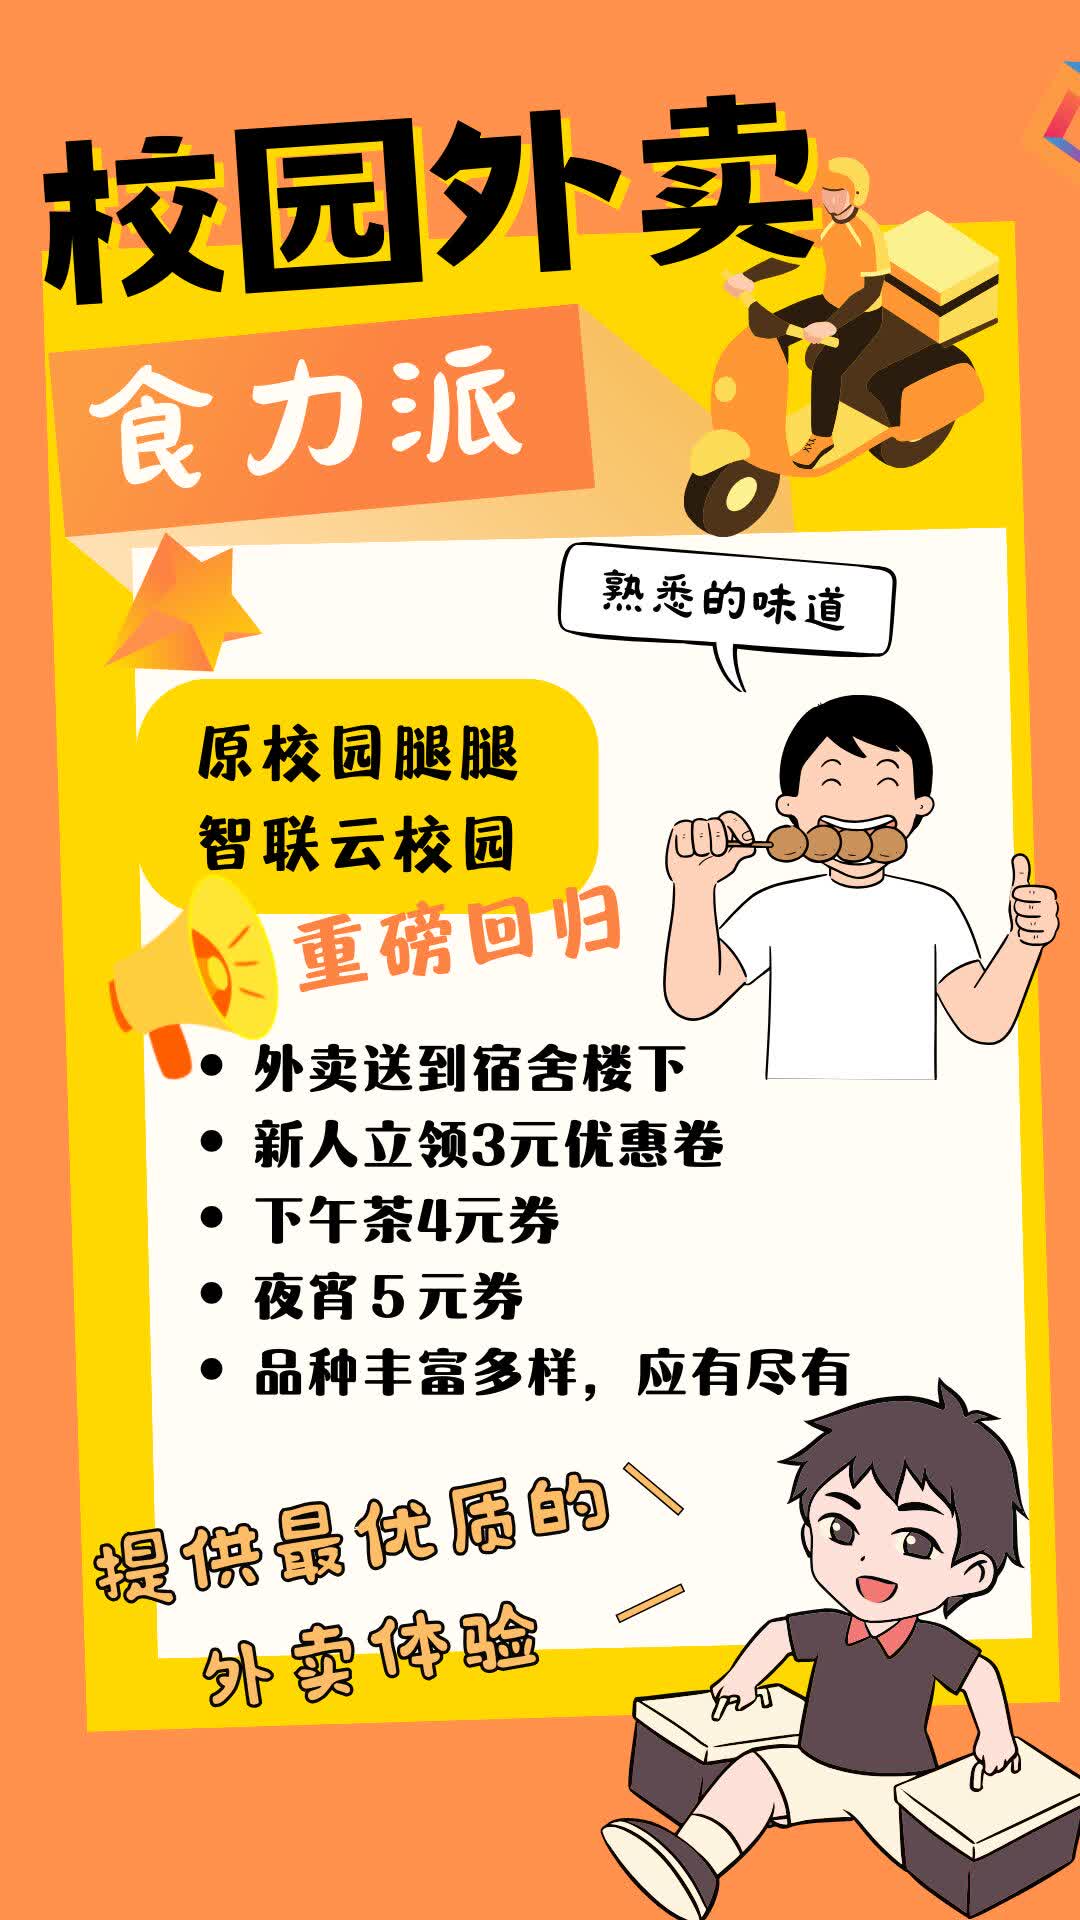 校园外卖
食力派
熟悉的味道
原校园腿腿
智联云校园
重磅回归
外卖送到宿舍楼下
新人立领3元优惠卷
下午茶4元券
夜宵5元券
品种丰富多样，应有尽有
提供最优质的
外卖体验